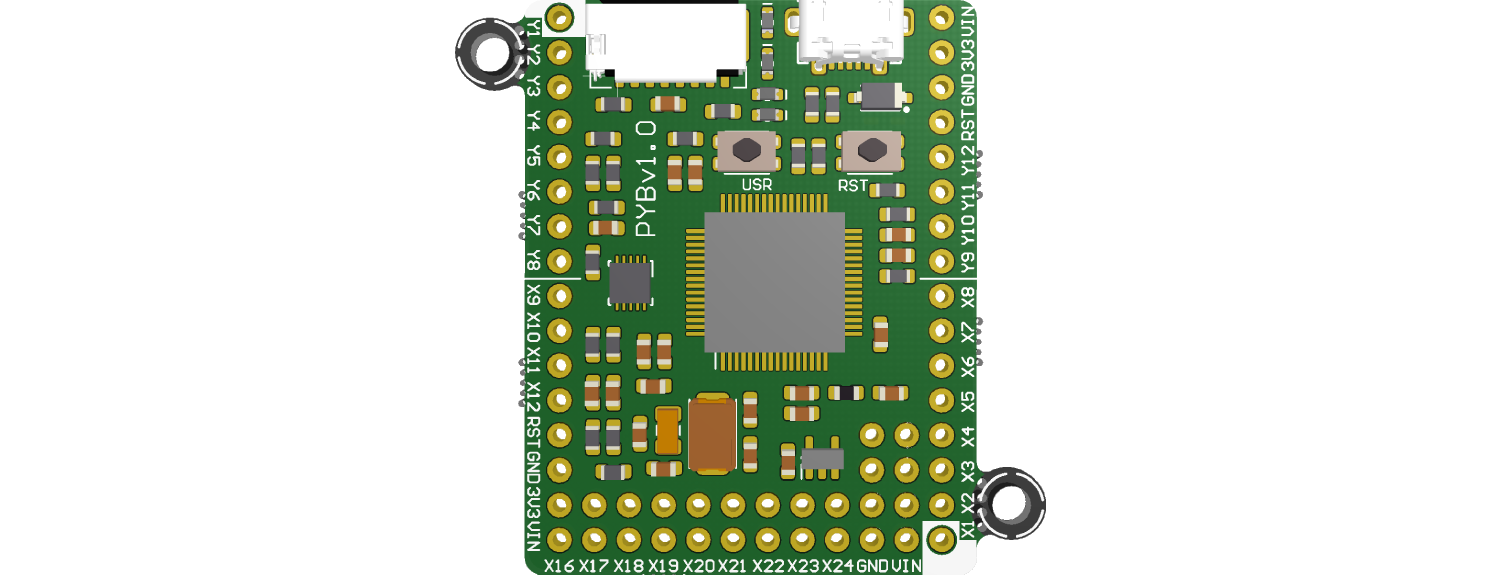 Y1
Y2
Y3
Y4
Y5
Y6
Y7
Y8
X9
X10
X11
X12
RST
GND
3V3
VIN
PYBv1.0
USR
RST
VIN
3V3
GND
RST
Y12
Y11
Y10
Y9
X8
X7
X6
X5
X4
X3
X2
X1
X16 X17 X18 X19 X20 X21 X22 X23 X24 GND VIN